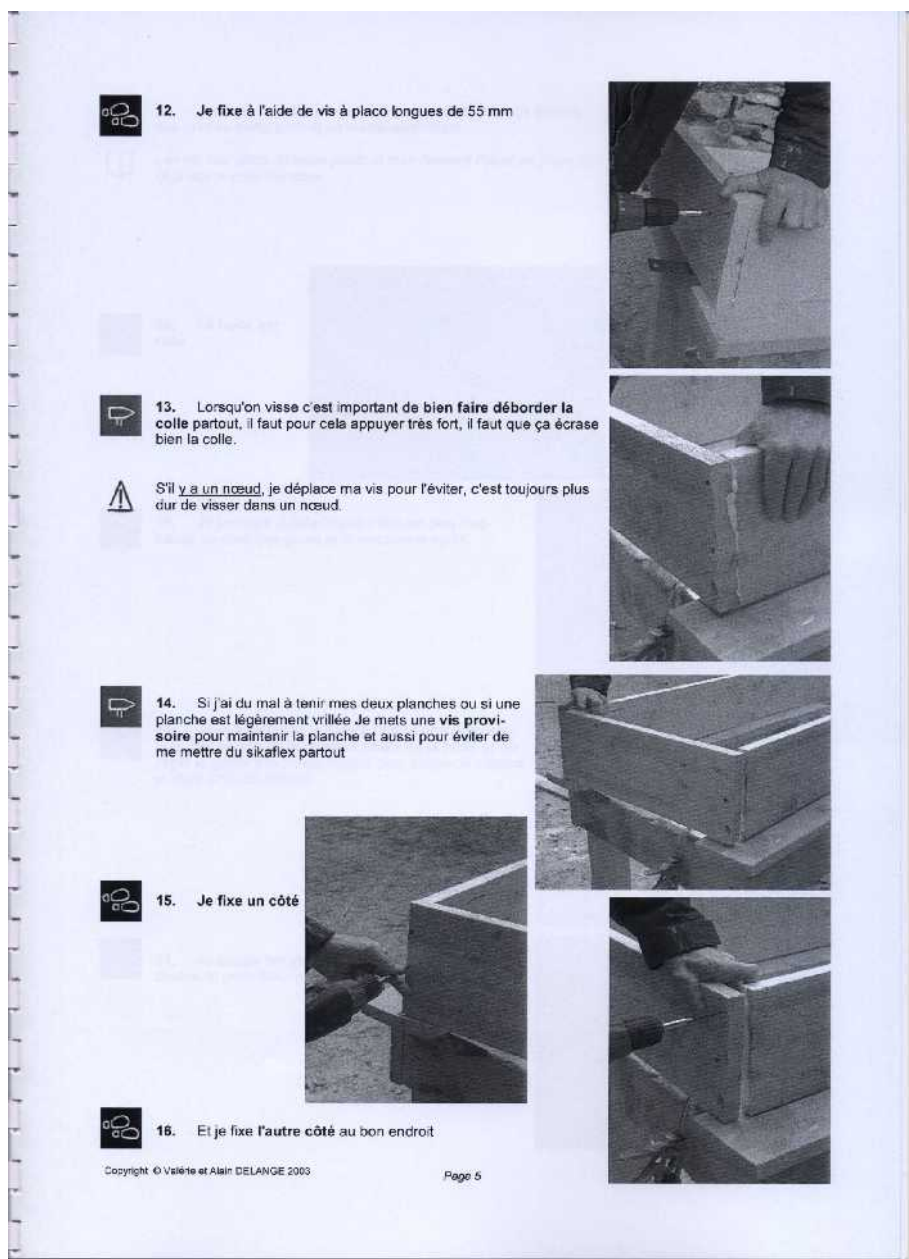 12. Je fixe à l'aide de vis à placo longues de 55 mm
13. Lorsqu'on visse c'est important de bien faire déborder la
colle partout, il faut pour cela appuyer très fort, il faut que ça écrase
bien la colle.
S'il y a un nœud, je déplace ma vis pour l'éviter, c'est toujours plus
dur de visser dans un nœud.
14. Si j'ai du mal à tenir mes deux planches ou si une
planche est légèrement vrillée Je mets une vis provi-
soire pour maintenir la planche et aussi pour éviter de
me mettre du sikaflex partout
15. Je fixe un côté
16. Et je fixe l'autre côté au bon endroit
Copyright © Valérie et Alain DELANGE 2003
Page 5